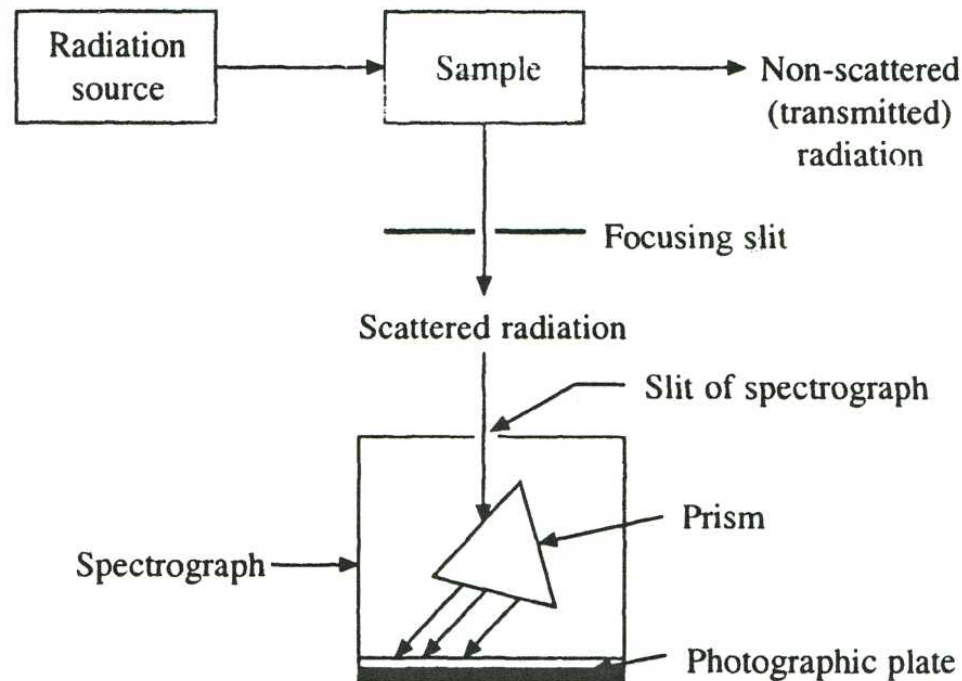 Radiation
source
Sample
Non-scattered
(transmitted)
radiation
Focusing slit
Scattered radiation
Slit of spectrograph
Prism
Spectrograph
Photographic plate